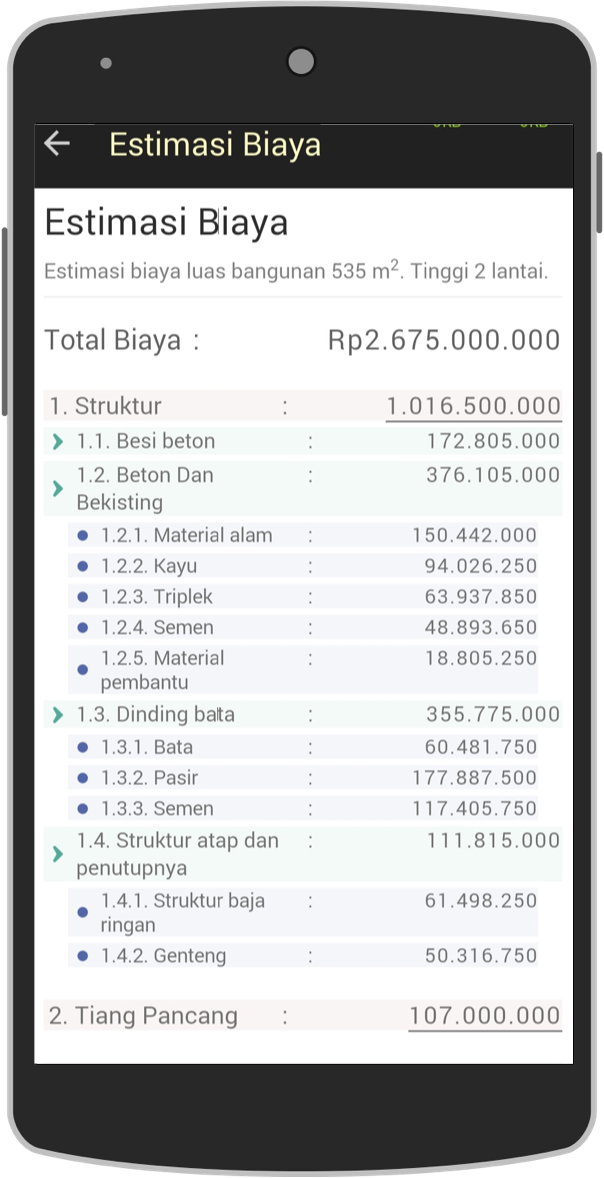 Estimasi Biaya
Estimasi Biaya
Estimasi biaya luas bangunan 535 m². Tinggi 2 lantai.
Total Biaya : Rp2.675.000.000
1. Struktur : 1.016.500.000
1.1. Besi beton : 172.805.000
1.2. Beton Dan : 376.105.000
Bekisting
1.2.1. Material alam : 150.442.000
1.2.2. Kayu : 94.026.250
1.2.3. Triplek : 63.937.850
1.2.4. Semen : 48.893.650
1.2.5. Material : 18.805.250
pembantu
1.3. Dinding bata : 355.775.000
1.3.1. Bata : 60.481.750
1.3.2. Pasir : 177.887.500
1.3.3. Semen : 117.405.750
1.4. Struktur atap dan : 111.815.000
penutupnya
1.4.1. Struktur baja : 61.498.250
ringan
1.4.2. Genteng : 50.316.750
2. Tiang Pancang : 107.000.000